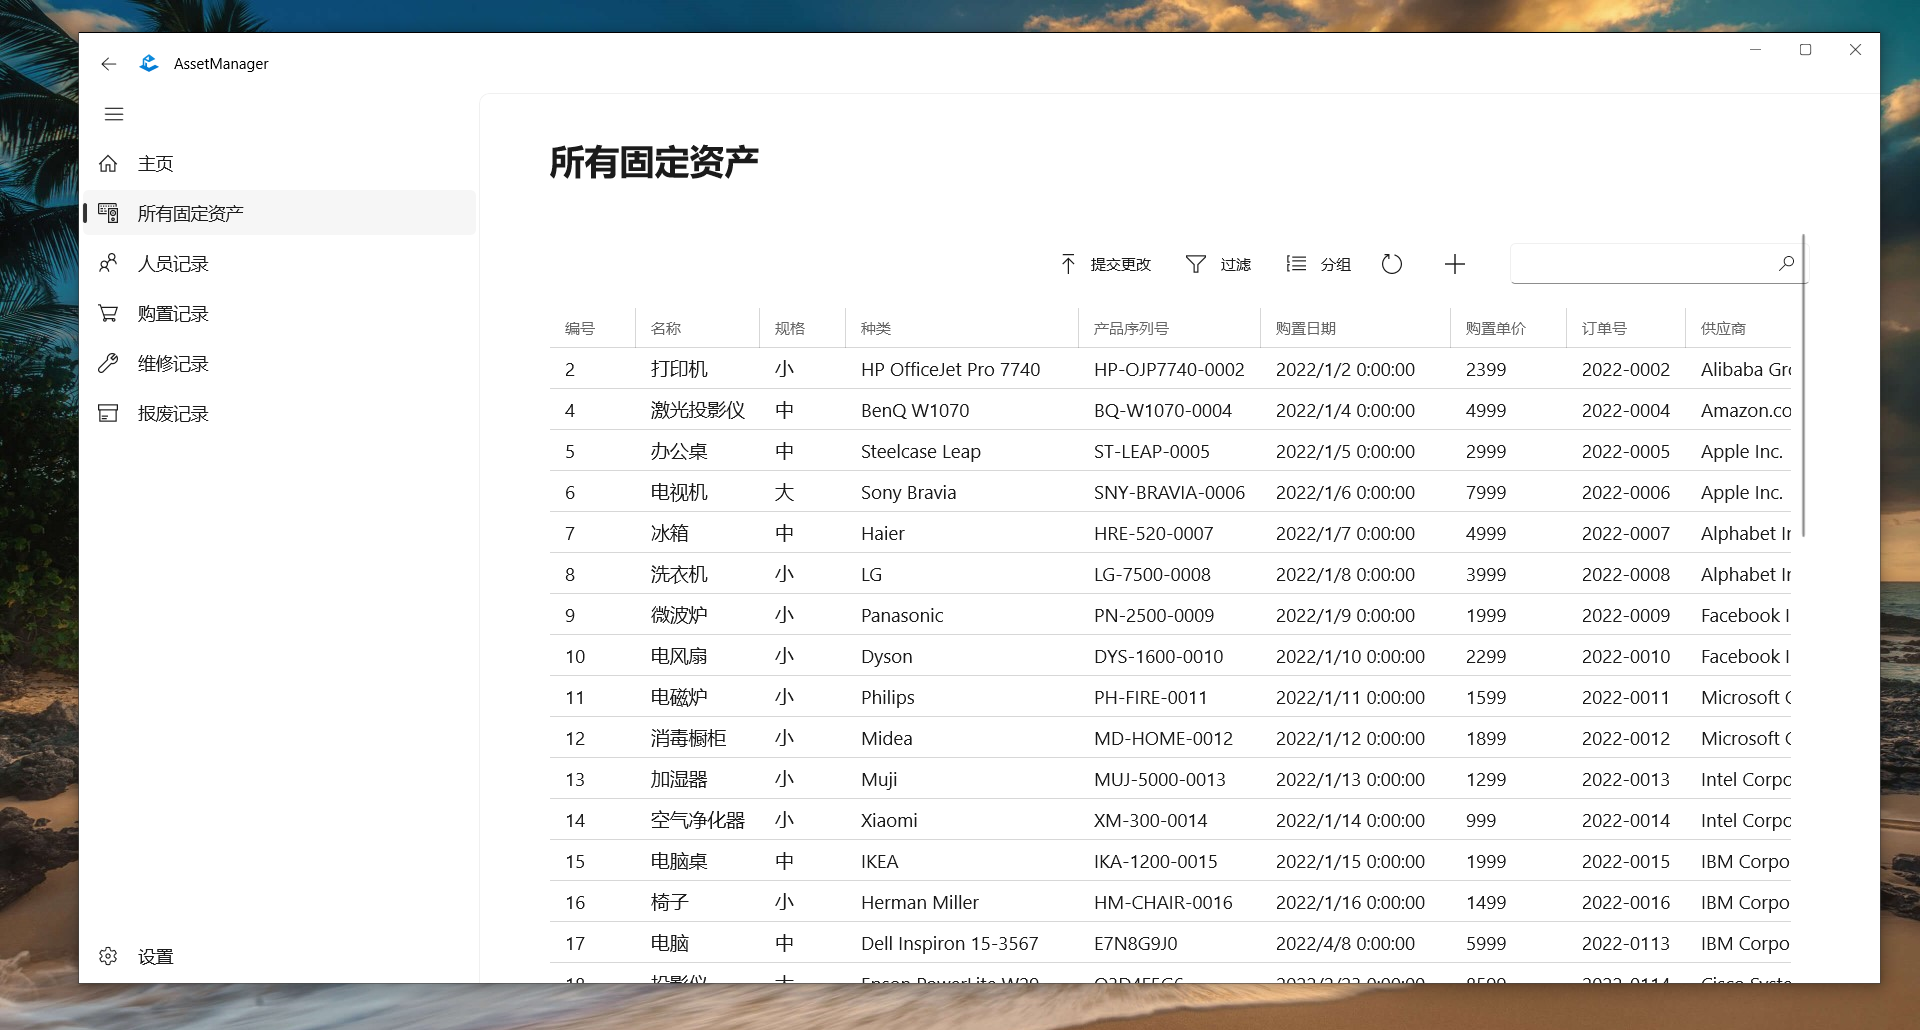 AssetManager
主页
所有固定资产
人员记录
购置记录
维修记录
报废记录
设置
所有固定资产
提交更改 过滤 分组
编号 名称 规格 种类 产品序列号 购置日期 购置单价 订单号 供应商
2 打印机 小 HP OfficeJet Pro 7740 HP-OJP7740-0002 2022/1/2 0:00:00 2399 2022-0002 Alibaba Gr
4 激光投影仪 中 BenQ W1070 BQ-W1070-0004 2022/1/4 0:00:00 4999 2022-0004 Amazon.co
5 办公桌 中 Steelcase Leap ST-LEAP-0005 2022/1/5 0:00:00 2999 2022-0005 Apple Inc.
6 电视机 大 Sony Bravia SNY-BRAVIA-0006 2022/1/6 0:00:00 7999 2022-0006 Apple Inc.
7 冰箱 中 Haier HRE-520-0007 2022/1/7 0:00:00 4999 2022-0007 Alphabet I
8 洗衣机 小 LG LG-7500-0008 2022/1/8 0:00:00 3999 2022-0008 Alphabet I
9 微波炉 小 Panasonic PN-2500-0009 2022/1/9 0:00:00 1999 2022-0009 Facebook I
10 电风扇 小 Dyson DYS-1600-0010 2022/1/10 0:00:00 2299 2022-0010 Facebook I
11 电磁炉 小 Philips PH-FIRE-0011 2022/1/11 0:00:00 1599 2022-0011 Microsoft
12 消毒橱柜 小 Midea MD-HOME-0012 2022/1/12 0:00:00 1899 2022-0012 Microsoft
13 加湿器 小 Muji MUJ-5000-0013 2022/1/13 0:00:00 1299 2022-0013 Intel Corpo
14 空气净化器 小 Xiaomi XM-300-0014 2022/1/14 0:00:00 999 2022-0014 Intel Corpo
15 电脑桌 中 IKEA IKA-1200-0015 2022/1/15 0:00:00 1999 2022-0015 IBM Corpo
16 椅子 小 Herman Miller HM-CHAIR-0016 2022/1/16 0:00:00 1499 2022-0016 IBM Corpo
17 电脑 中 Dell Inspiron 15-3567 E7N8G9J0 2022/4/8 0:00:00 5999 2022-0113 IBM Corpo